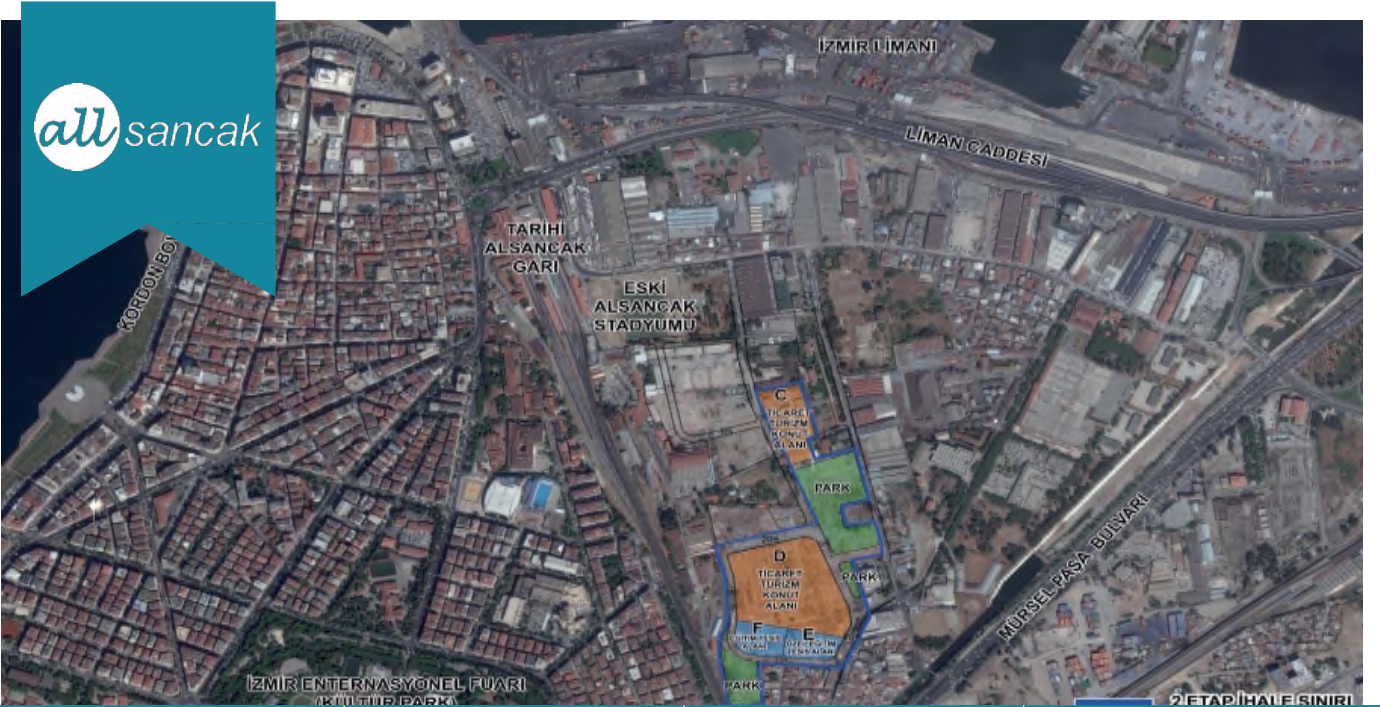 all sancak
İZMİR LİMANI
LİMAN CADDESİ
KORDON BOY
TARİHİ
ALSANCAK
GARI
ESKİ
ALSANCAK
STADYUMU
C
TİCARET
TURİZM
KONUT
ALANI
PARK
D
TİCARET
TURİZM
KONUT
ALANI
PARK
F
E
PARK
MÜRSEL PAŞA BULVARI
İZMİR ENTERNASYONEL FUARI
(KÜLTÜR PARK)
2.ETAP İHALE SINIRI